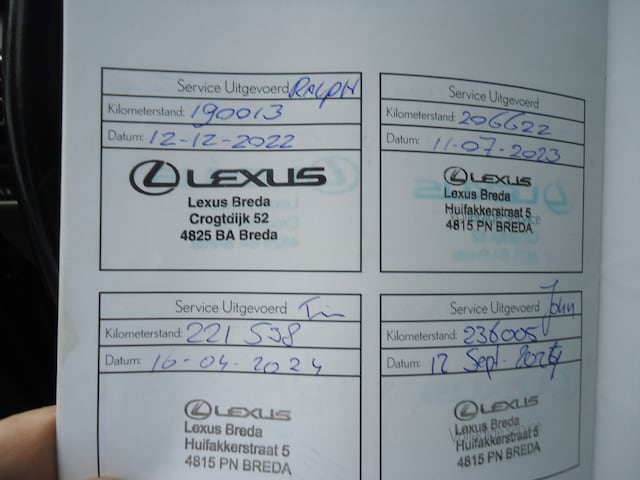 Service Uitgevoerd RALPH
Kilometerstand: 190013
Datum: 12-12-2022
LEXUS
Lexus Breda
Crogtdijk 52
4825 BA Breda
Service Uitgevoerd
Kilometerstand: 206622
Datum: 11-07-2023
LEXUS
Lexus Breda
Huifakkerstraat 5
4815 PN BREDA
Service Uitgevoerd Tim
Kilometerstand: 221 538
Datum: 16-04-2024
LEXUS
Lexus Breda
Huifakkerstraat 5
4815 PN BREDA
Service Uitgevoerd John
Kilometerstand: 236005
Datum: 12 Sept. 2024
LEXUS
Lexus Breda
Huifakkerstraat 5
4815 PN BREDA